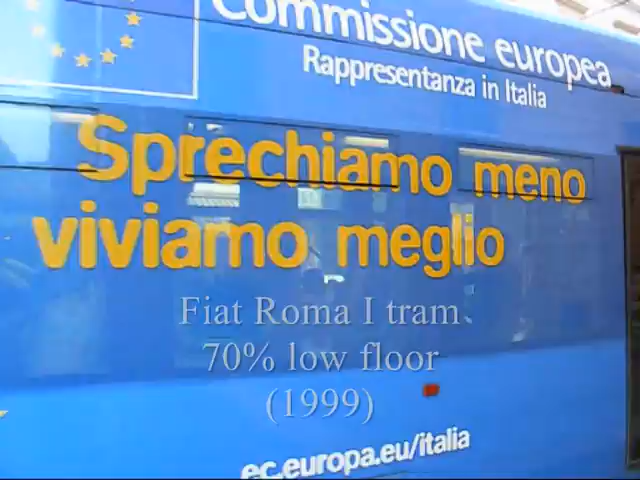 Commissione europea
Rappresentanza in Italia
Sprechiamo meno
viviamo meglio
Fiat Roma I tram
70% low floor
(1999)
ec.europa.eu/italia